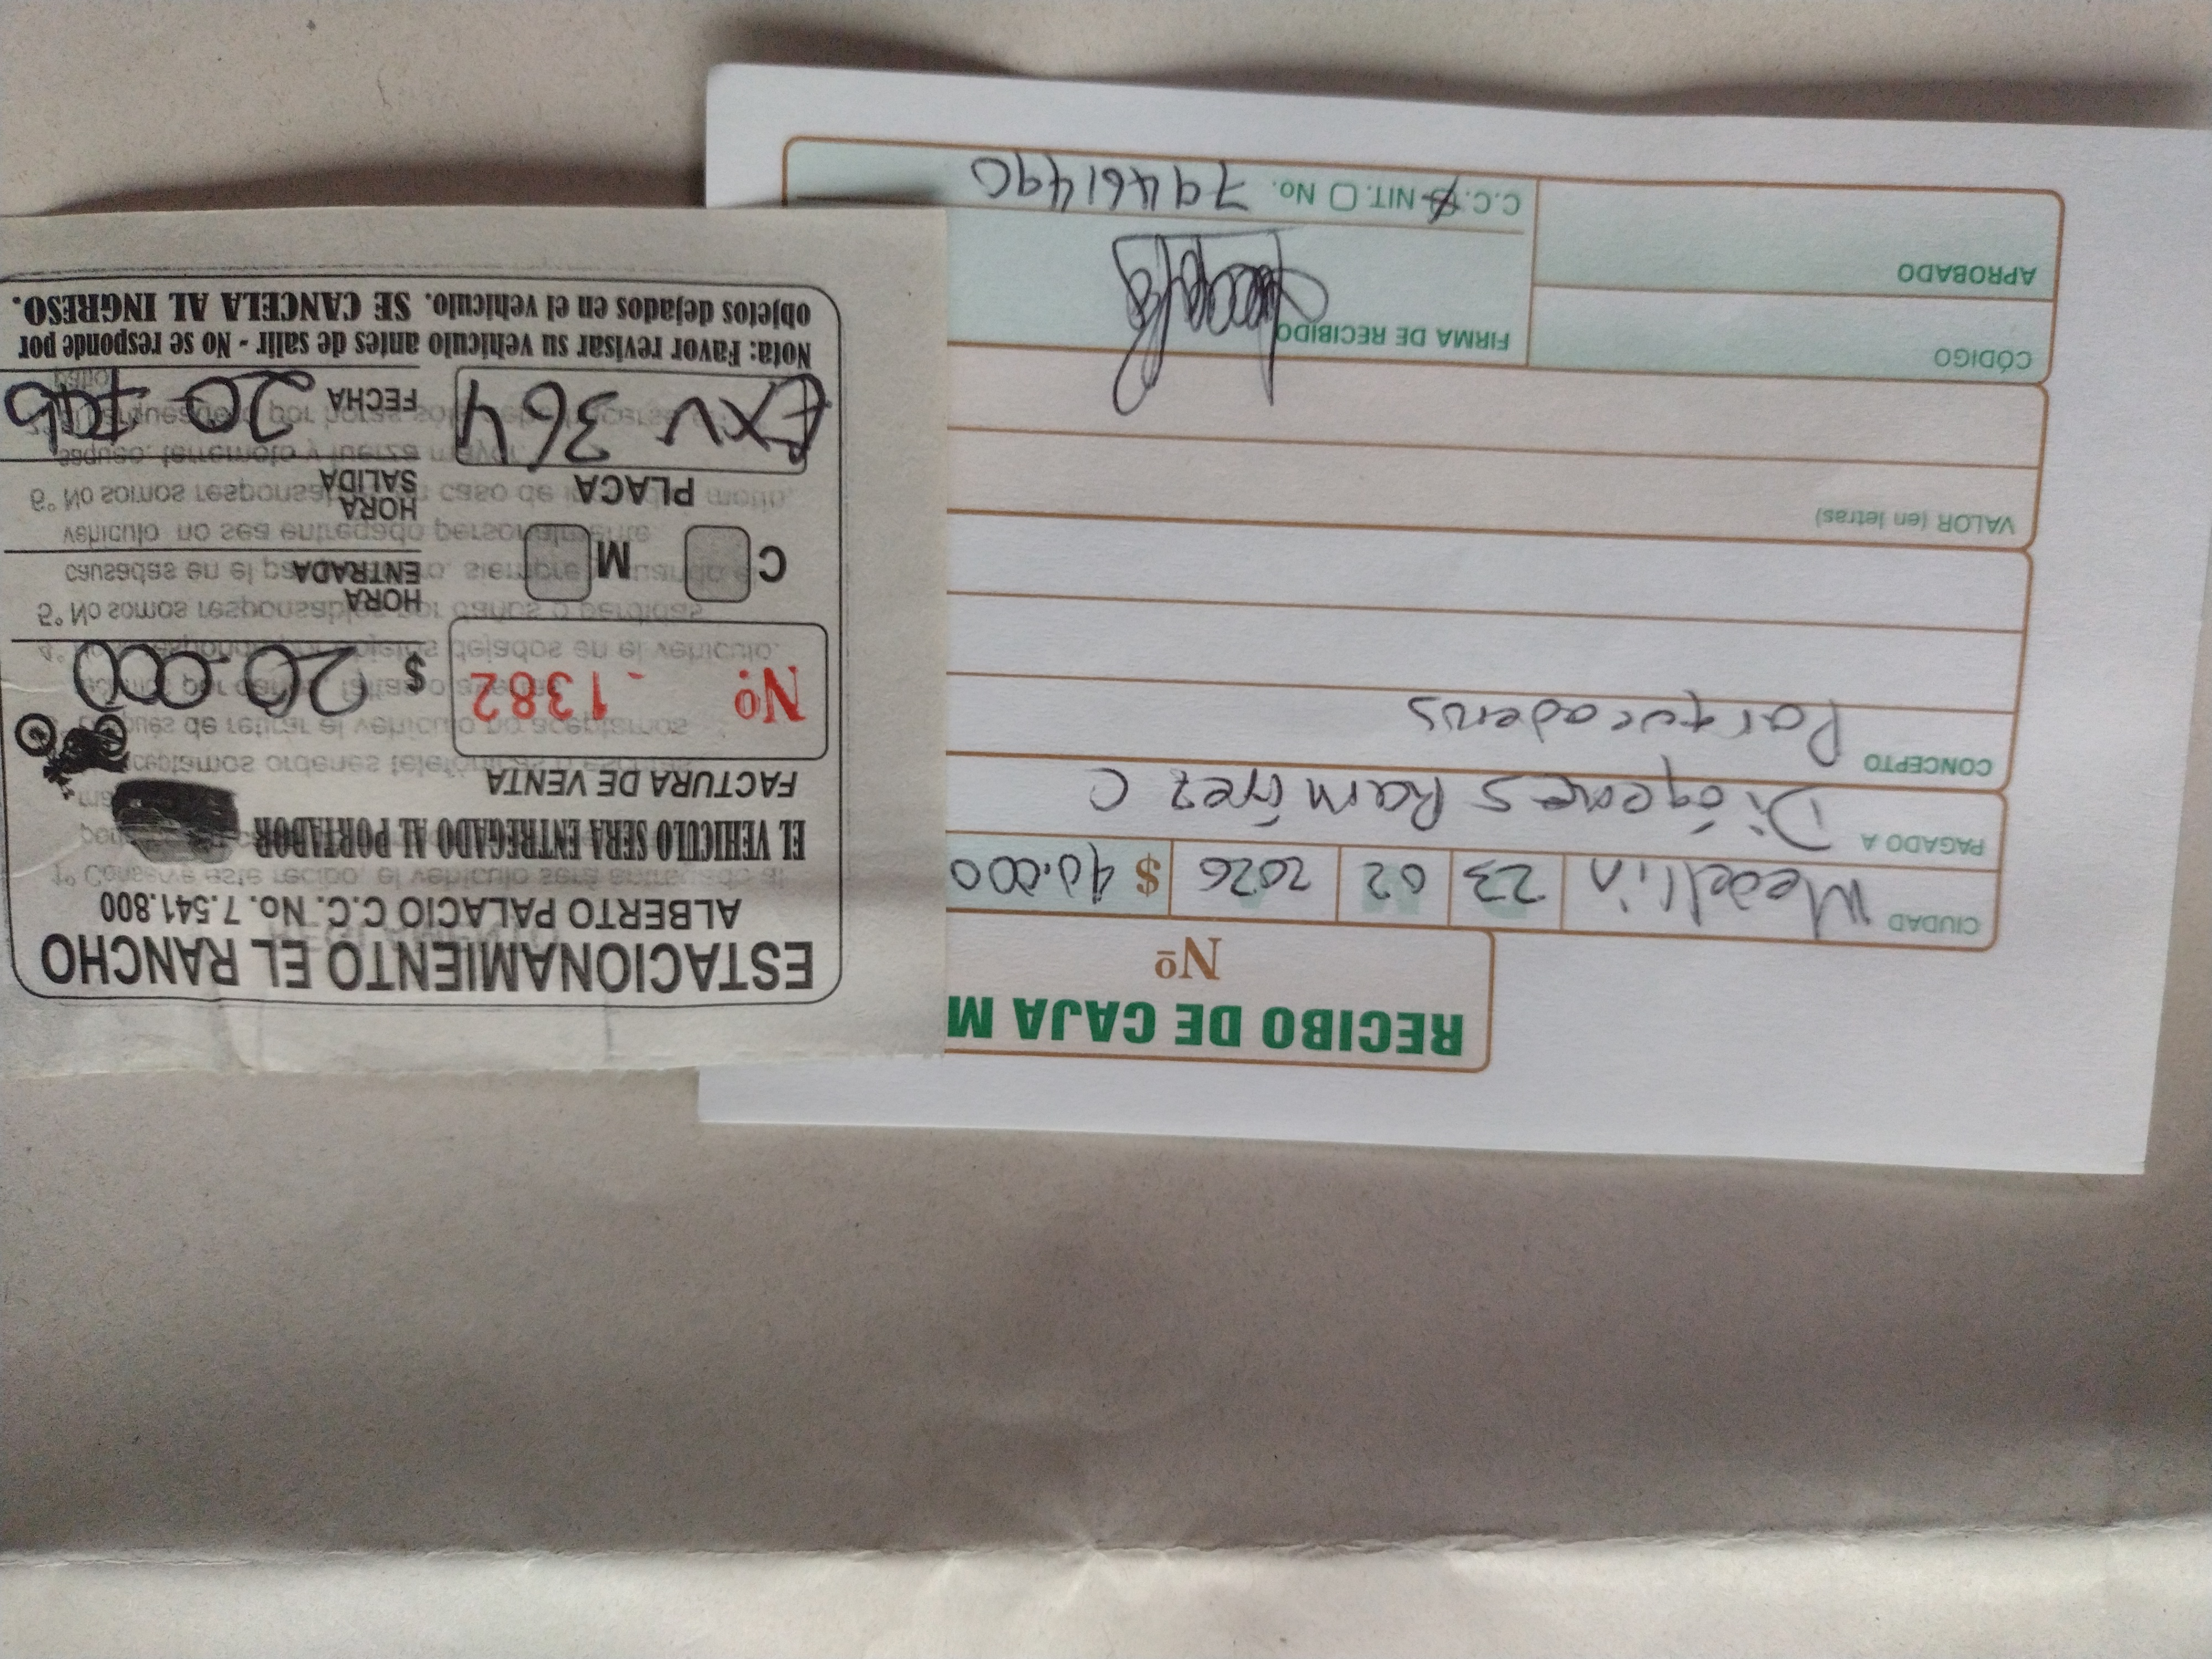 RECIBO DE CAJA M
Nº
CIUDAD Medellin 23 02 2026 $ 40.000
PAGADO A Diógenes Ramírez C
CONCEPTO Parqueaderos
VALOR (en letras)
CÓDIGO
FIRMA DE RECIBIDO
APROBADO
C.C. NIT. No. 79461490
ESTACIONAMIENTO EL RANCHO
ALBERTO PALACIO C.C. No. 7.541.800
EL VEHICULO SERA ENTREGADO AL PORTADOR
FACTURA DE VENTA
Nº 1382
$ 20.000
C M
HORA ENTRADA
PLACA
HORA SALIDA
EXV 364
FECHA 20 Feb
Nota: Favor revisar su vehiculo antes de salir - No se responde por
objetos dejados en el vehiculo. SE CANCELA AL INGRESO.